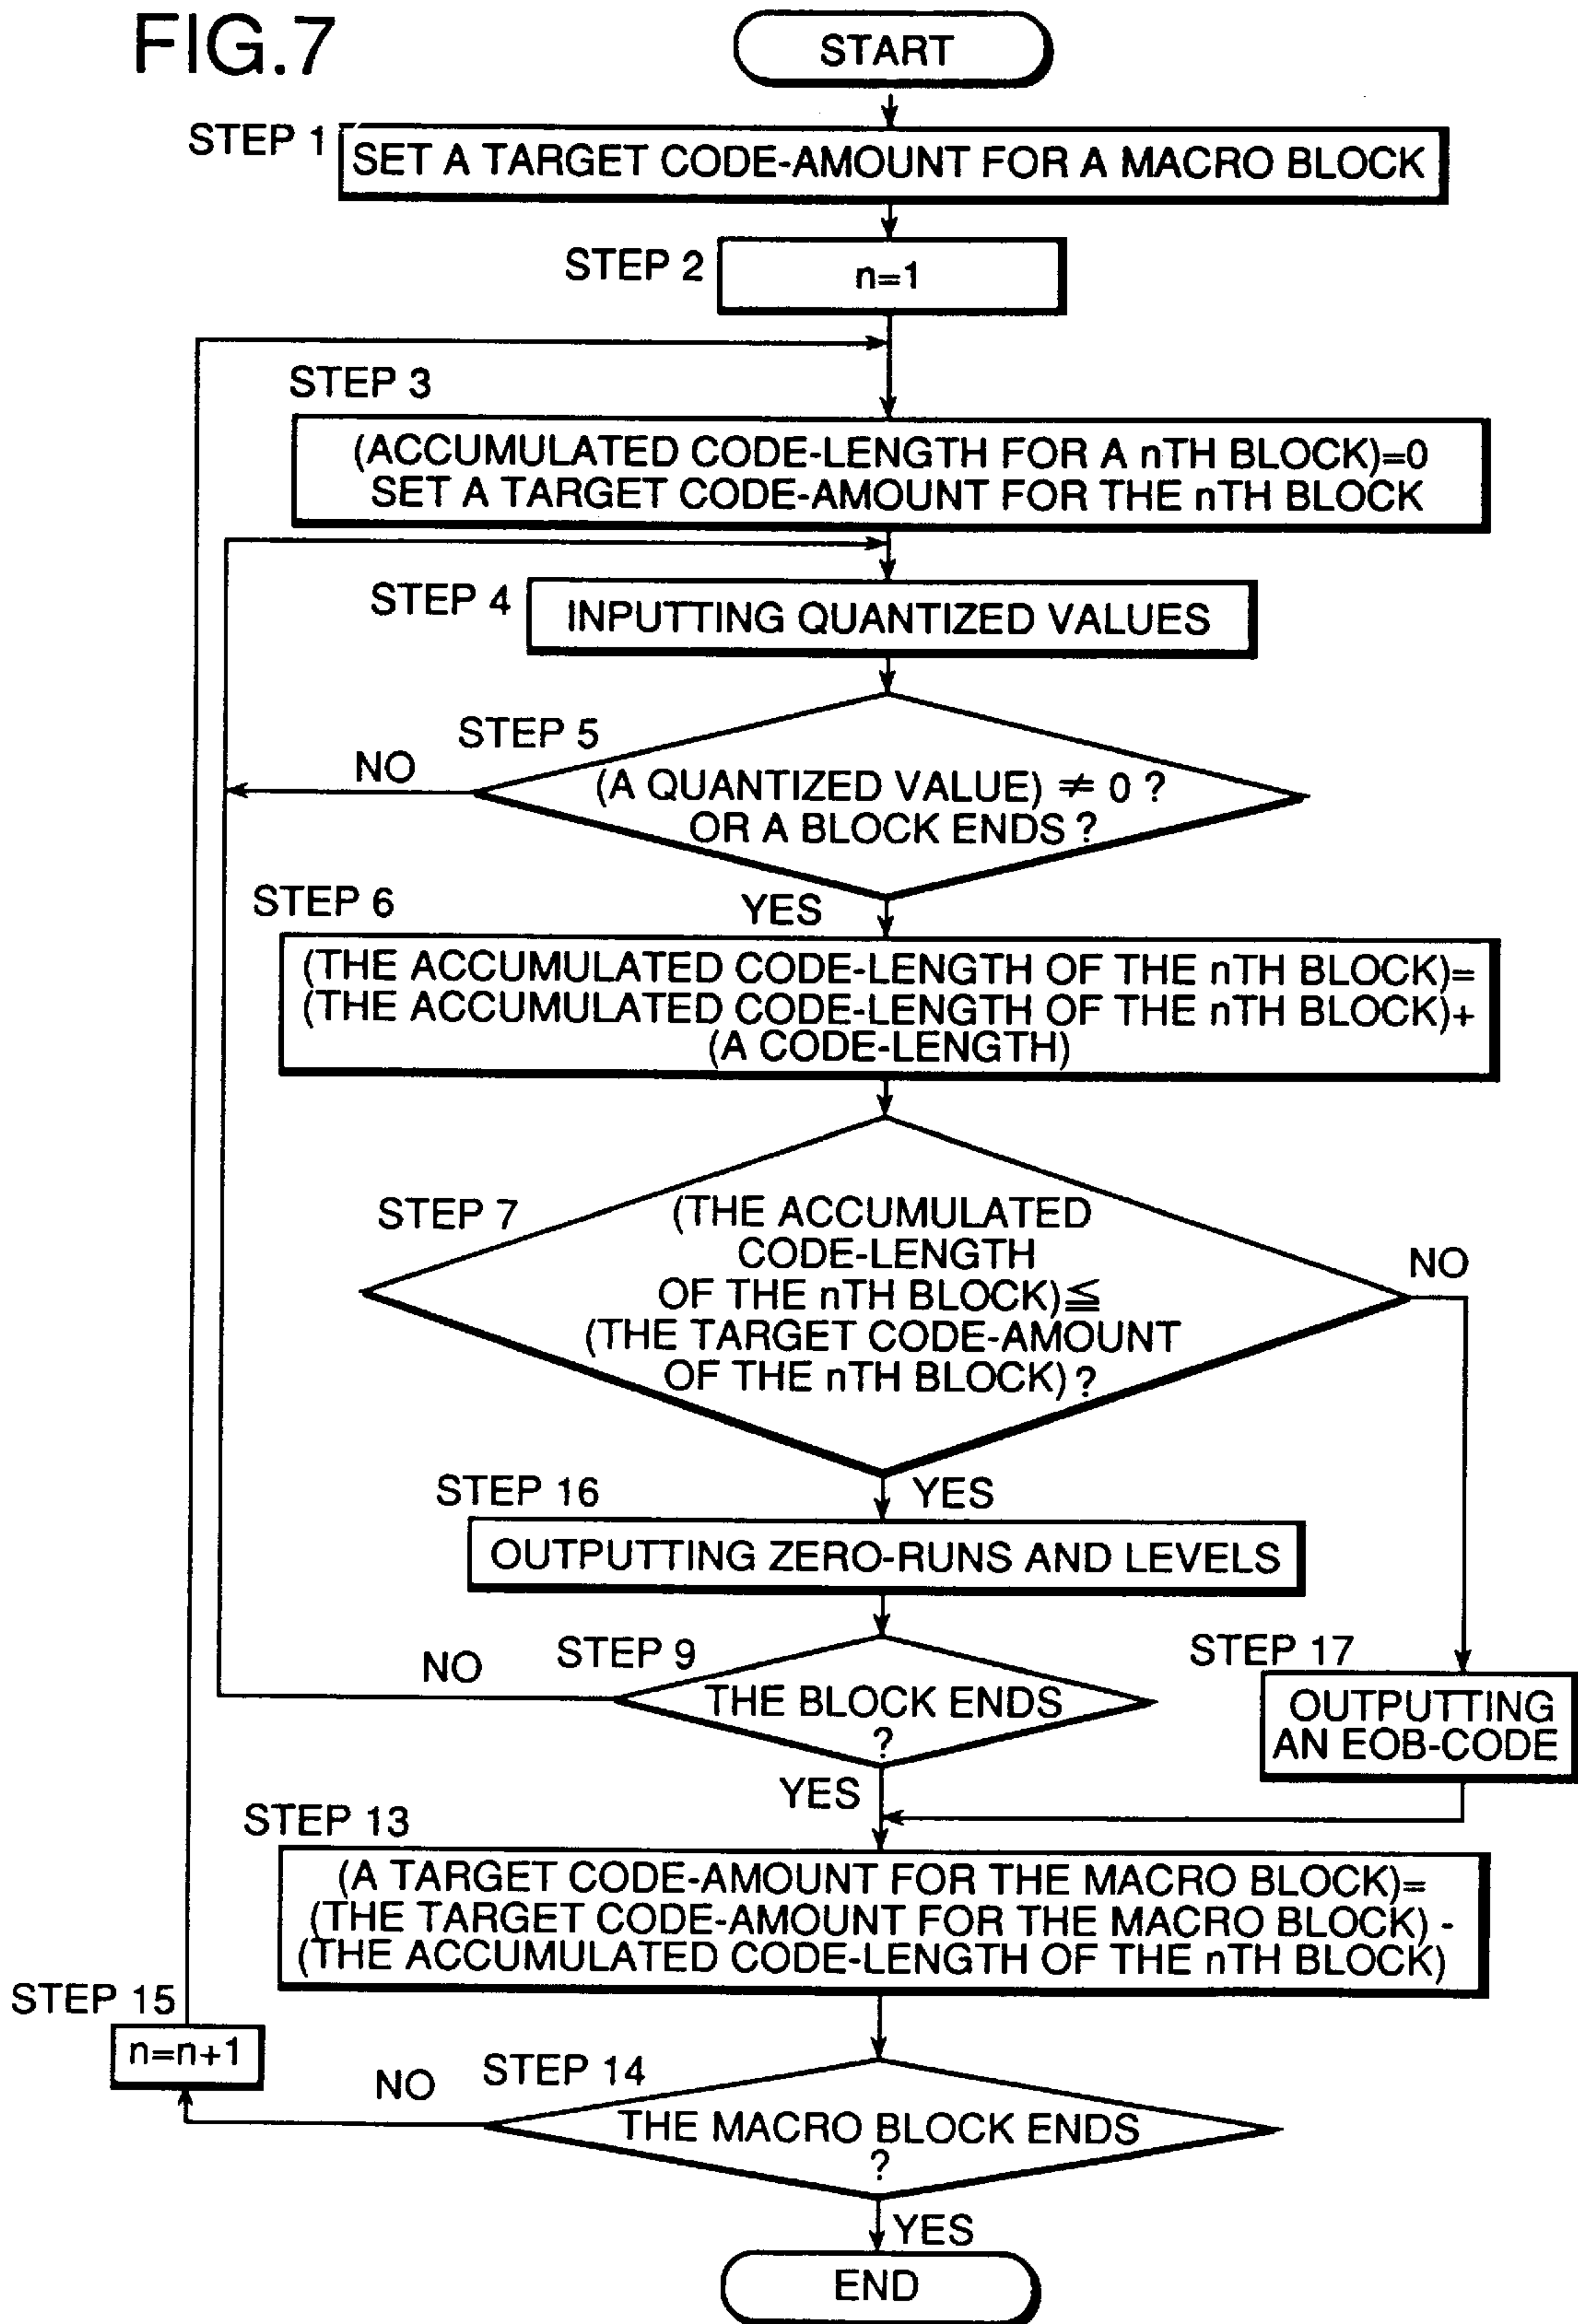 FIG.7
START
STEP 1
SET A TARGET CODE-AMOUNT FOR A MACRO BLOCK
STEP 2
n=1
STEP 3
(ACCUMULATED CODE-LENGTH FOR A nTH BLOCK)=0
SET A TARGET CODE-AMOUNT FOR THE nTH BLOCK
STEP 4
INPUTTING QUANTIZED VALUES
STEP 5
NO
(A QUANTIZED VALUE) ≠ 0 ?
OR A BLOCK ENDS ?
STEP 6
YES
(THE ACCUMULATED CODE-LENGTH OF THE nTH BLOCK)=
(THE ACCUMULATED CODE-LENGTH OF THE nTH BLOCK)+
(A CODE-LENGTH)
STEP 7
(THE ACCUMULATED
CODE-LENGTH
OF THE nTH BLOCK)≦
(THE TARGET CODE-AMOUNT
OF THE nTH BLOCK) ?
NO
STEP 16
YES
OUTPUTTING ZERO-RUNS AND LEVELS
NO
STEP 9
THE BLOCK ENDS
?
STEP 17
OUTPUTTING
AN EOB-CODE
YES
STEP 13
(A TARGET CODE-AMOUNT FOR THE MACRO BLOCK)=
(THE TARGET CODE-AMOUNT FOR THE MACRO BLOCK) -
(THE ACCUMULATED CODE-LENGTH OF THE nTH BLOCK)
STEP 15
n=n+1
NO
STEP 14
THE MACRO BLOCK ENDS
?
YES
END